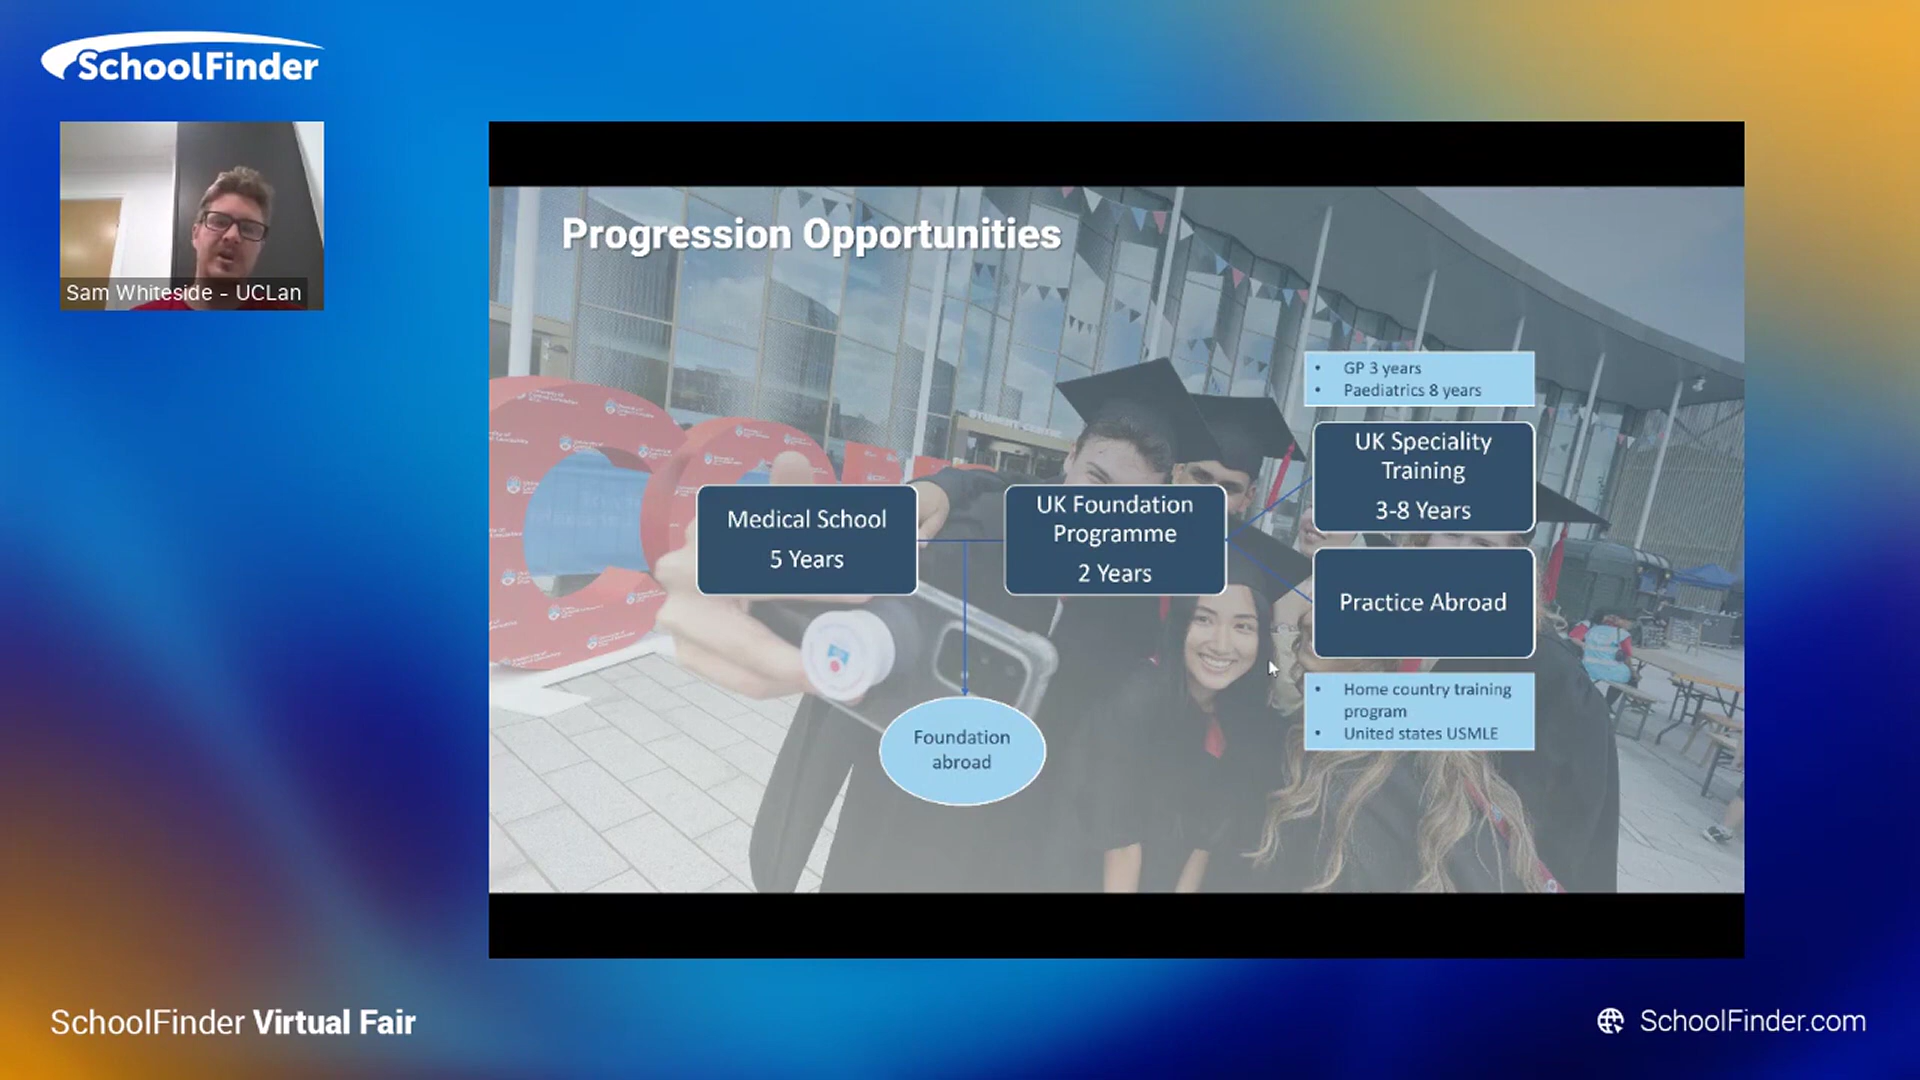 SchoolFinder
Sam Whiteside - UCLan
Progression Opportunities
Medical School
5 Years
UK Foundation
Programme
2 Years
Foundation
abroad
• GP 3 years
• Paediatrics 8 years
UK Speciality
Training
3-8 Years
Practice Abroad
• Home country training
program
• United states USMLE
SchoolFinder Virtual Fair
SchoolFinder.com